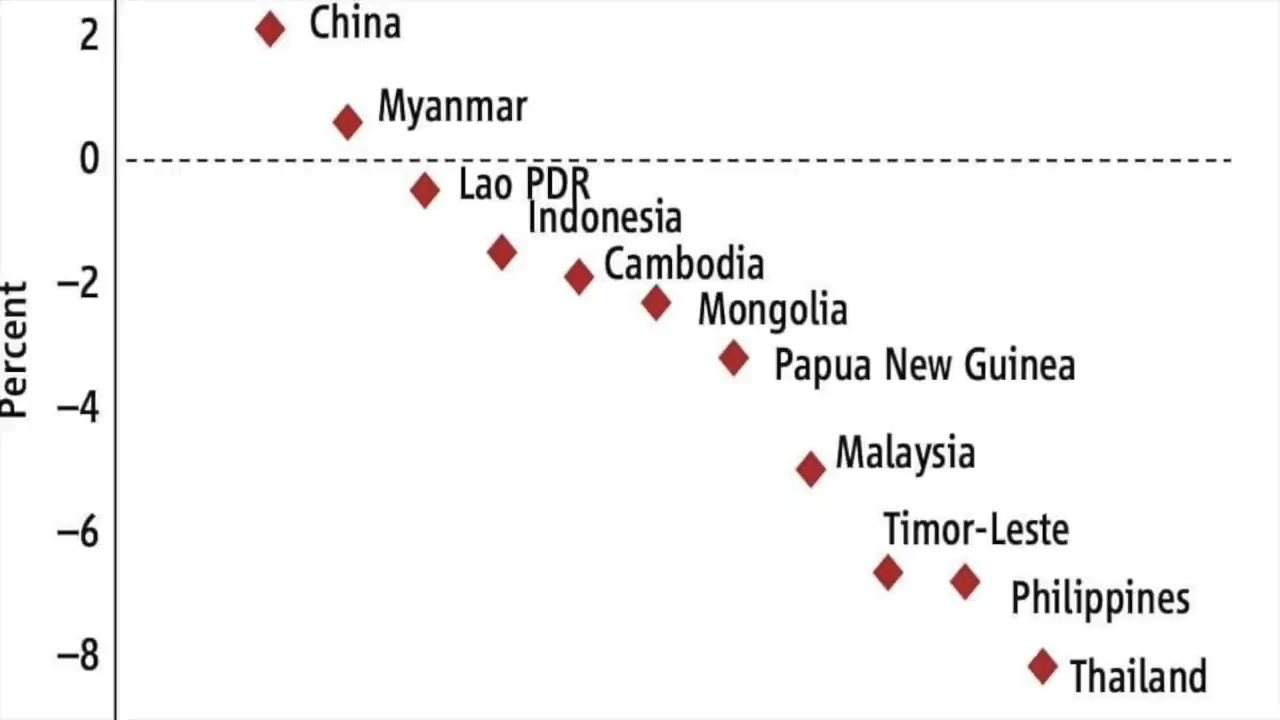 2
China
Myanmar
0
Lao PDR
Indonesia
Cambodia
–2
Mongolia
Percent
Papua New Guinea
–4
Malaysia
–6
Timor-Leste
Philippines
–8
Thailand